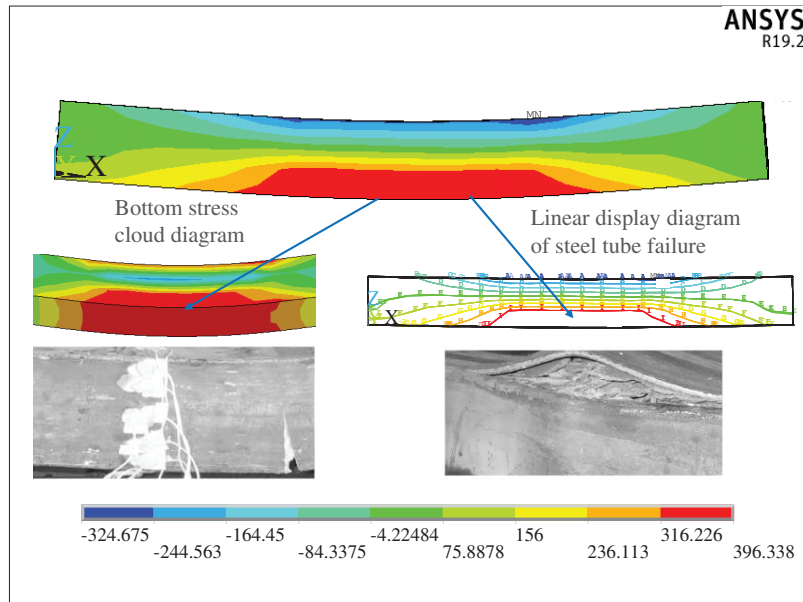 ANSYS
R19.2
MN
Z
Y
X
Bottom stress
cloud diagram
Linear display diagram
of steel tube failure
Z
X
-324.675 -164.45 -4.22484 156 316.226
-244.563 -84.3375 75.8878 236.113 396.338